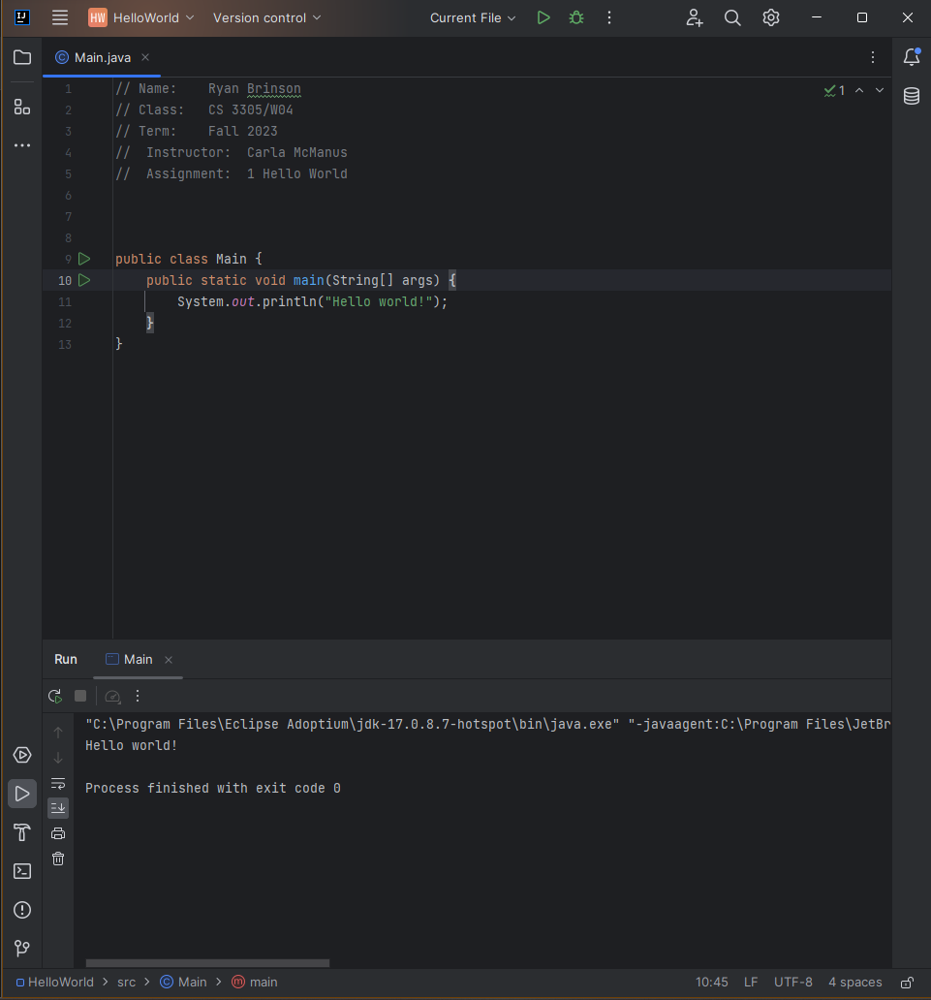 IJ HW HelloWorld Version control Current File
Main.java
1 // Name:    Ryan Brinson
2 // Class:   CS 3305/W04
3 // Term:    Fall 2023
4 //  Instructor:  Carla McManus
5 //  Assignment:  1 Hello World
6
7
8
9 public class Main {
10     public static void main(String[] args) {
11         System.out.println("Hello world!");
12     }
13 }
1
Run Main
"C:\Program Files\Eclipse Adoptium\jdk-17.0.8.7-hotspot\bin\java.exe" "-javaagent:C:\Program Files\JetBr
Hello world!
Process finished with exit code 0
HelloWorld > src > Main > main 10:45 LF UTF-8 4 spaces